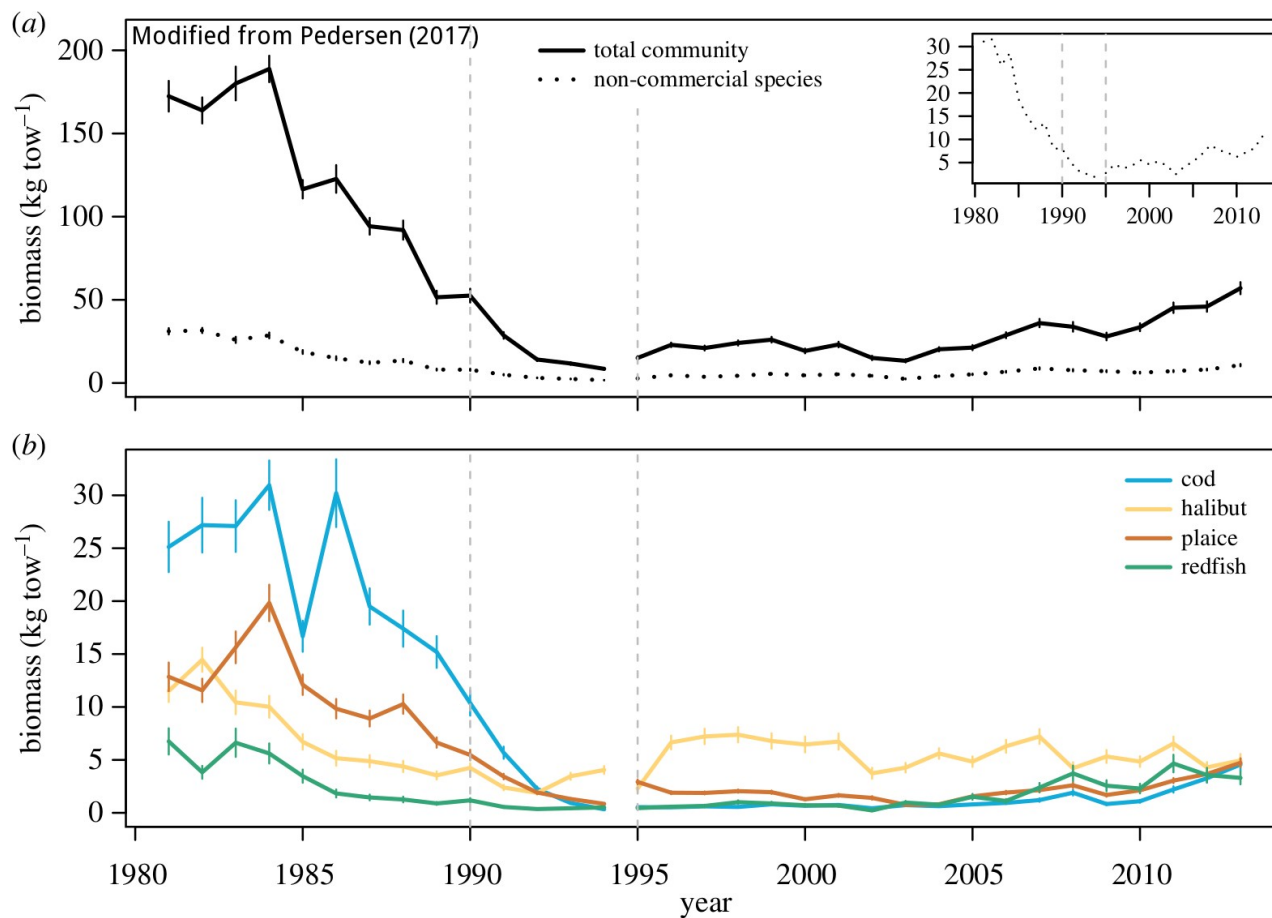 (a)
Modified from Pedersen (2017)
total community
non-commercial species
200
150
100
50
0
biomass (kg tow⁻¹)
30
25
20
15
10
5
1980
1990
2000
2010
(b)
cod
halibut
plaice
redfish
30
25
20
15
10
5
0
biomass (kg tow⁻¹)
1980
1985
1990
1995
2000
2005
2010
year